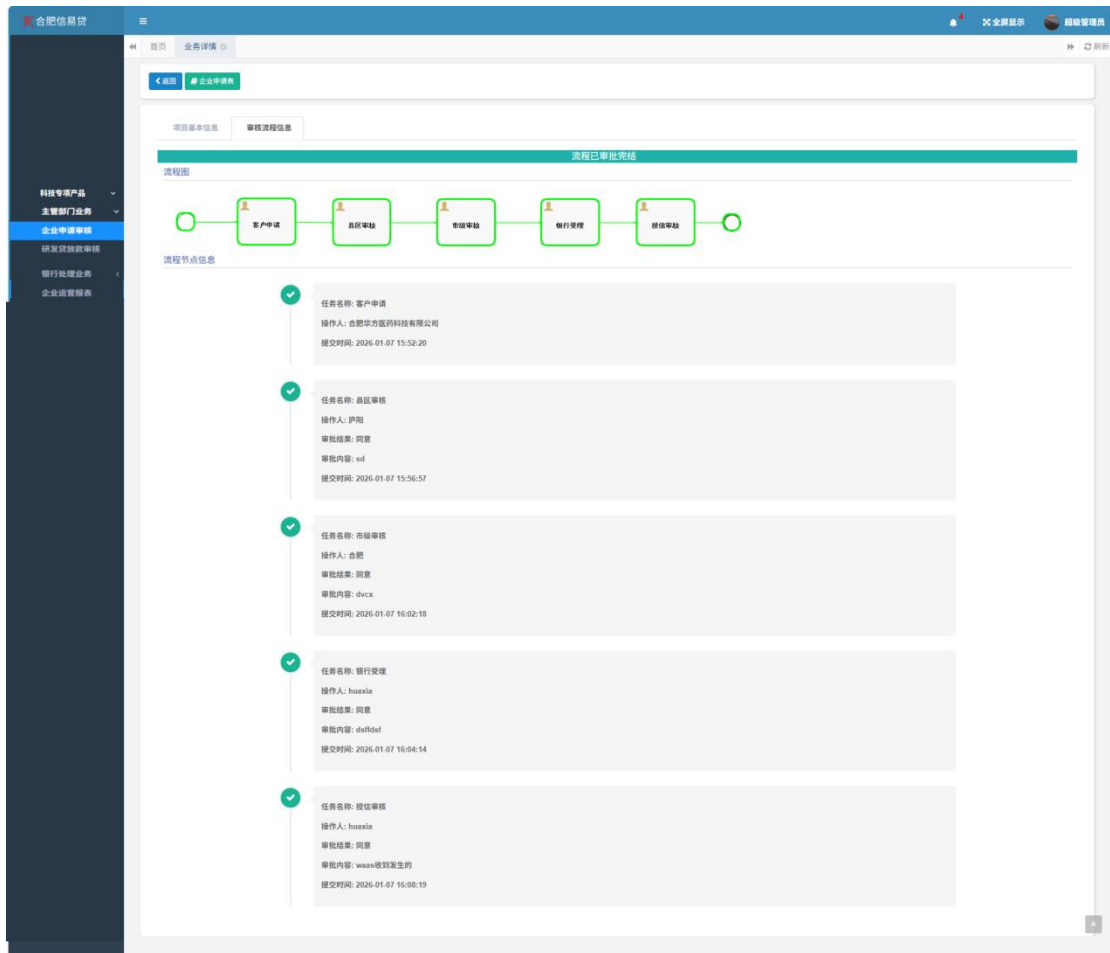 合肥信易贷
4
全屏显示
超级管理员
首页
业务详情
刷新
返回
企业申请表
项目基本信息
审核流程信息
流程已审批完结
流程图
科技专项产品
主管部门业务
企业申请审核
研发贷放款审核
银行处理业务
企业运营报表
客户申请
县区审核
市级审核
银行受理
授信审核
流程节点信息
任务名称: 客户申请
操作人: 合肥华方医药科技有限公司
提交时间: 2026-01-07 15:52:20
任务名称: 县区审核
操作人: 庐阳
审批结果: 同意
审批内容: sd
提交时间: 2026-01-07 15:56:57
任务名称: 市级审核
操作人: 合肥
审批结果: 同意
审批内容: dvcx
提交时间: 2026-01-07 16:02:18
任务名称: 银行受理
操作人: huaxia
审批结果: 同意
审批内容: dsffdsf
提交时间: 2026-01-07 16:04:14
任务名称: 授信审核
操作人: huaxia
审批结果: 同意
审批内容: waas收到发生的
提交时间: 2026-01-07 16:08:19